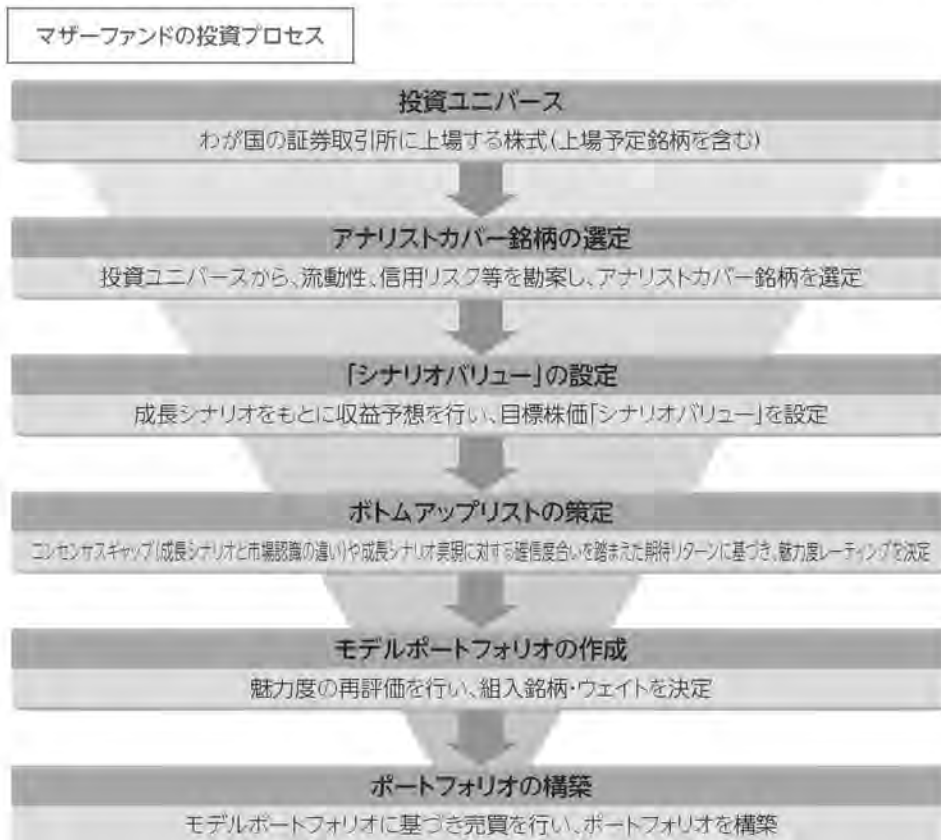 マザーファンドの投資プロセス
投資ユニバース
わが国の証券取引所に上場する株式(上場予定銘柄を含む)
アナリストカバー銘柄の選定
投資ユニバースから、流動性、信用リスク等を勘案し、アナリストカバー銘柄を選定
「シナリオバリュー」の設定
成長シナリオをもとに収益予想を行い、目標株価「シナリオバリュー」を設定
ボトムアップリストの策定
コンセンサスギャップ(成長シナリオと市場認識の違い)や成長シナリオ実現に対する確信度合いを踏まえた期待リターンに基づき、魅力度レーティングを決定
モデルポートフォリオの作成
魅力度の再評価を行い、組入銘柄・ウェイトを決定
ポートフォリオの構築
モデルポートフォリオに基づき売買を行い、ポートフォリオを構築